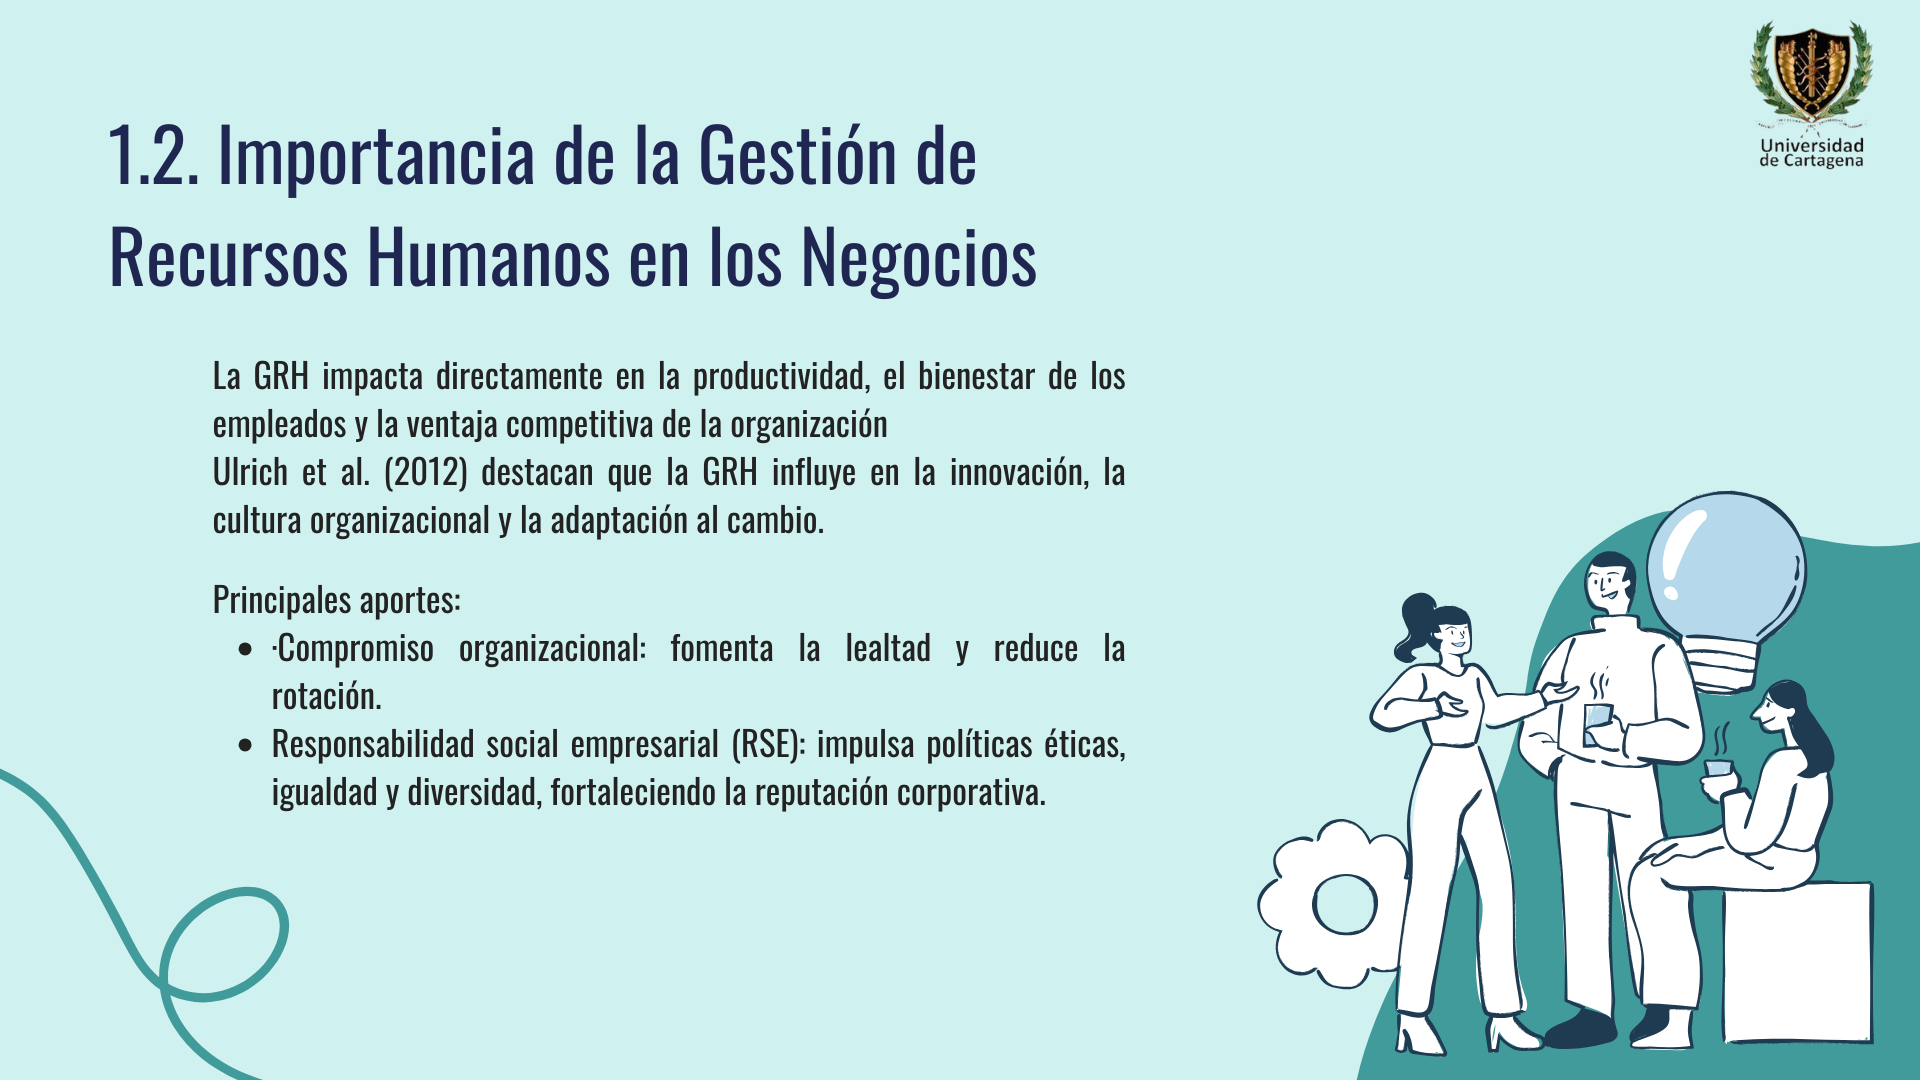 Universidad
de Cartagena
1.2. Importancia de la Gestión de
Recursos Humanos en los Negocios
La GRH impacta directamente en la productividad, el bienestar de los
empleados y la ventaja competitiva de la organización
Ulrich et al. (2012) destacan que la GRH influye en la innovación, la
cultura organizacional y la adaptación al cambio.
Principales aportes:
• ·Compromiso organizacional: fomenta la lealtad y reduce la
rotación.
• Responsabilidad social empresarial (RSE): impulsa políticas éticas,
igualdad y diversidad, fortaleciendo la reputación corporativa.